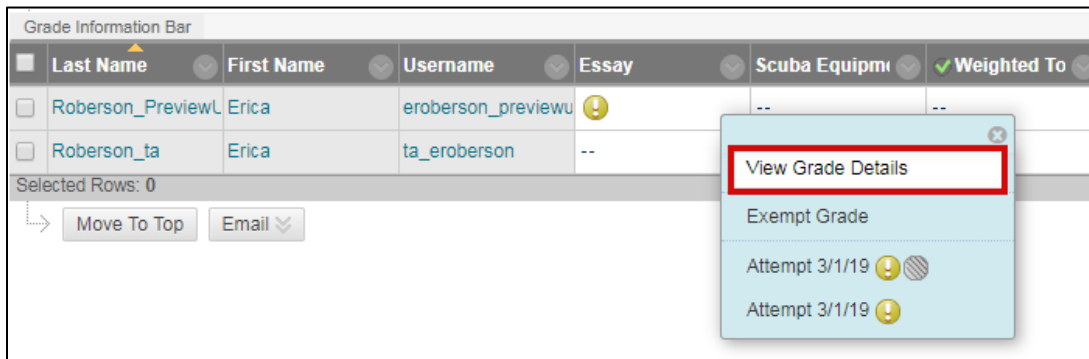 Grade Information Bar
Last Name First Name Username Essay Scuba Equipme Weighted To
Roberson_PreviewU Erica eroberson_previewu -- --
Roberson_ta Erica ta_eroberson --
Selected Rows: 0
Move To Top Email
View Grade Details
Exempt Grade
Attempt 3/1/19
Attempt 3/1/19